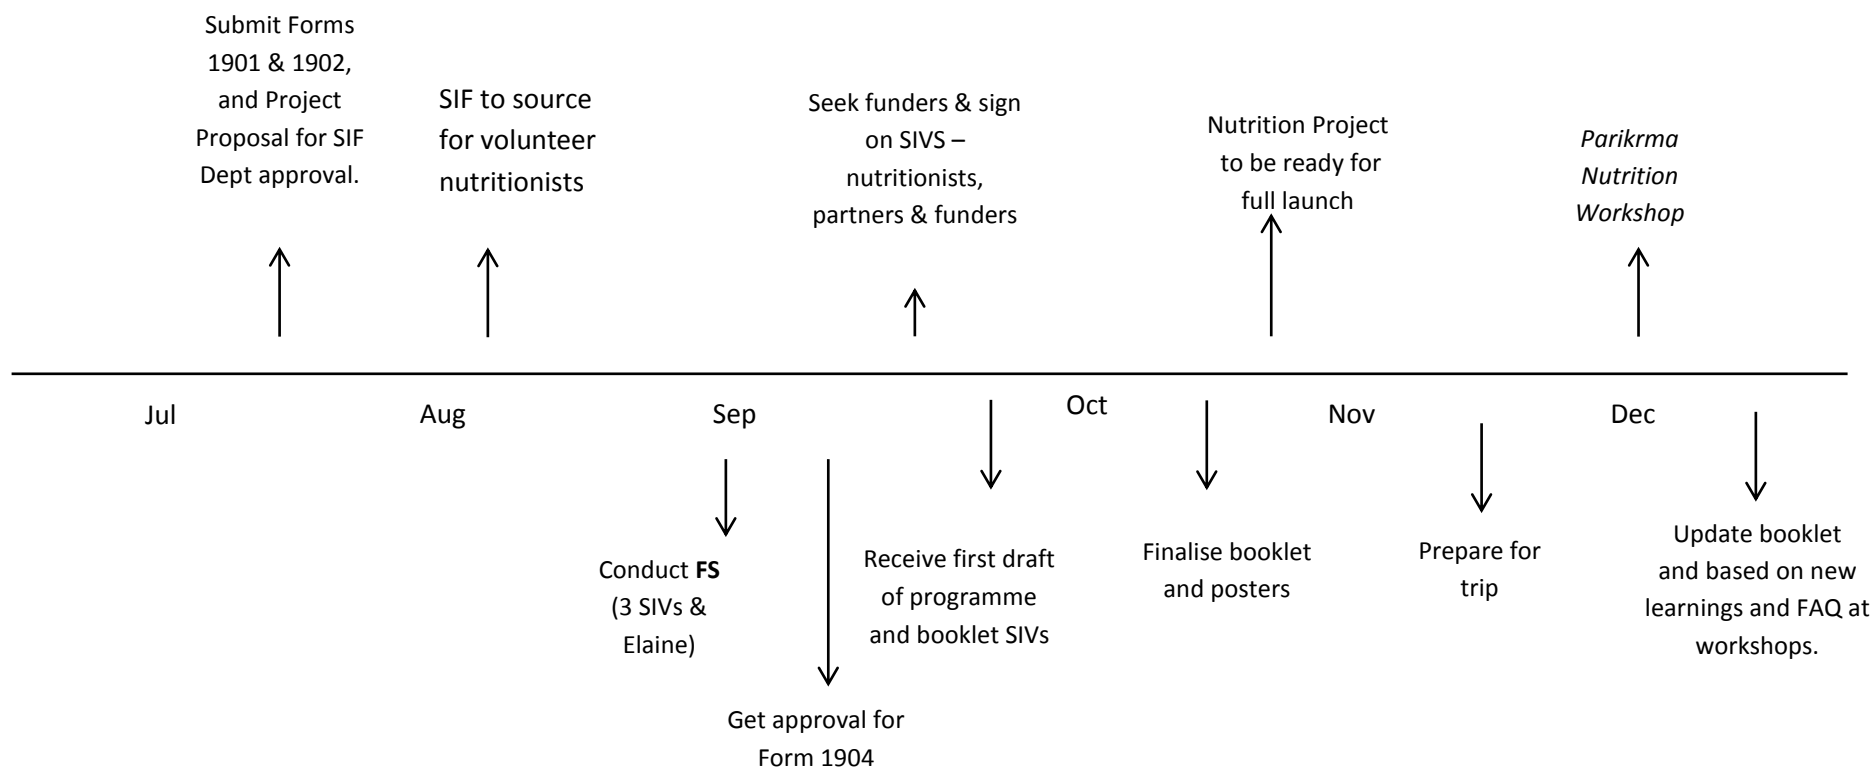 Submit Forms
1901 & 1902,
and Project
Proposal for SIF
Dept approval.
SIF to source
for volunteer
nutritionists
Seek funders & sign
on SIVS –
nutritionists,
partners & funders
Nutrition Project
to be ready for
full launch
Parikrma
Nutrition
Workshop
Jul
Aug
Sep
Oct
Nov
Dec
Conduct FS
(3 SIVs &
Elaine)
Get approval for
Form 1904
Receive first draft
of programme
and booklet SIVs
Finalise booklet
and posters
Prepare for
trip
Update booklet
and based on new
learnings and FAQ at
workshops.